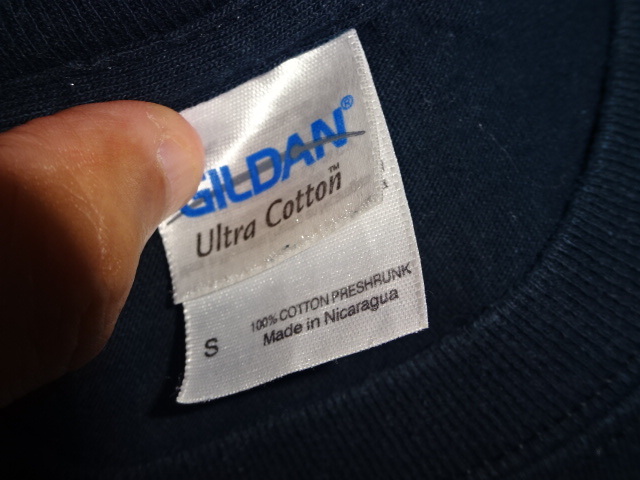 GILDAN®
Ultra Cotton™
S
100% COTTON PRESHRUNK
Made in Nicaragua